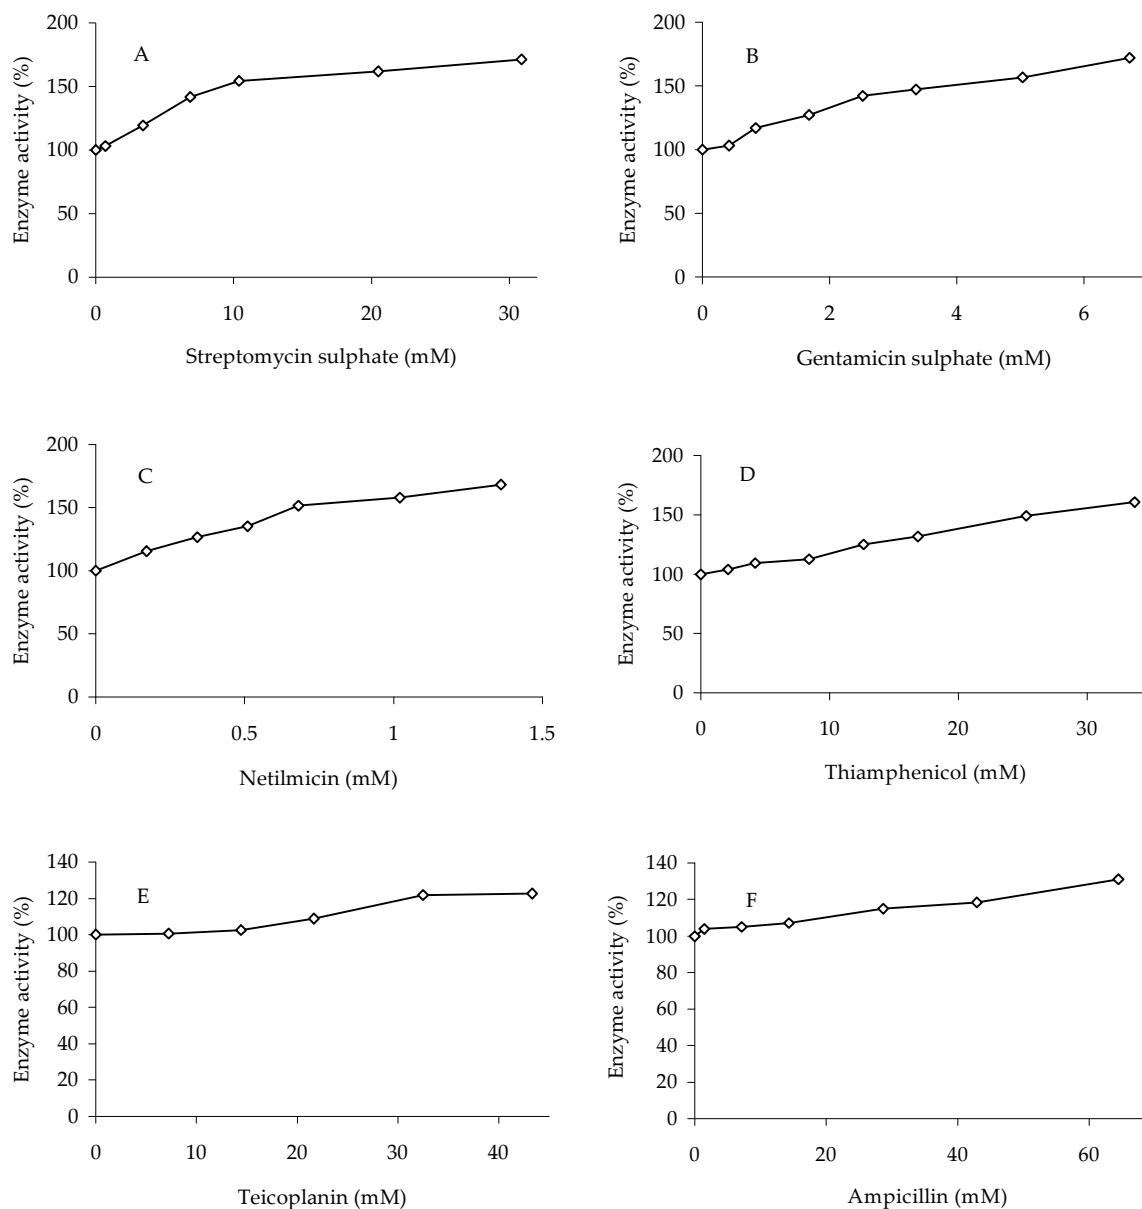 200
150
100
50
0
Enzyme activity (%)
A
0 10 20 30
Streptomycin sulphate (mM)
200
150
100
50
0
Enzyme activity (%)
B
0 2 4 6
Gentamicin sulphate (mM)
200
150
100
50
0
Enzyme activity (%)
C
0 0.5 1 1.5
Netilmicin (mM)
200
150
100
50
0
Enzyme activity (%)
D
0 10 20 30
Thiamphenicol (mM)
140
120
100
80
60
40
20
0
Enzyme activity (%)
E
0 10 20 30 40
Teicoplanin (mM)
140
120
100
80
60
40
20
0
Enzyme activity (%)
F
0 20 40 60
Ampicillin (mM)